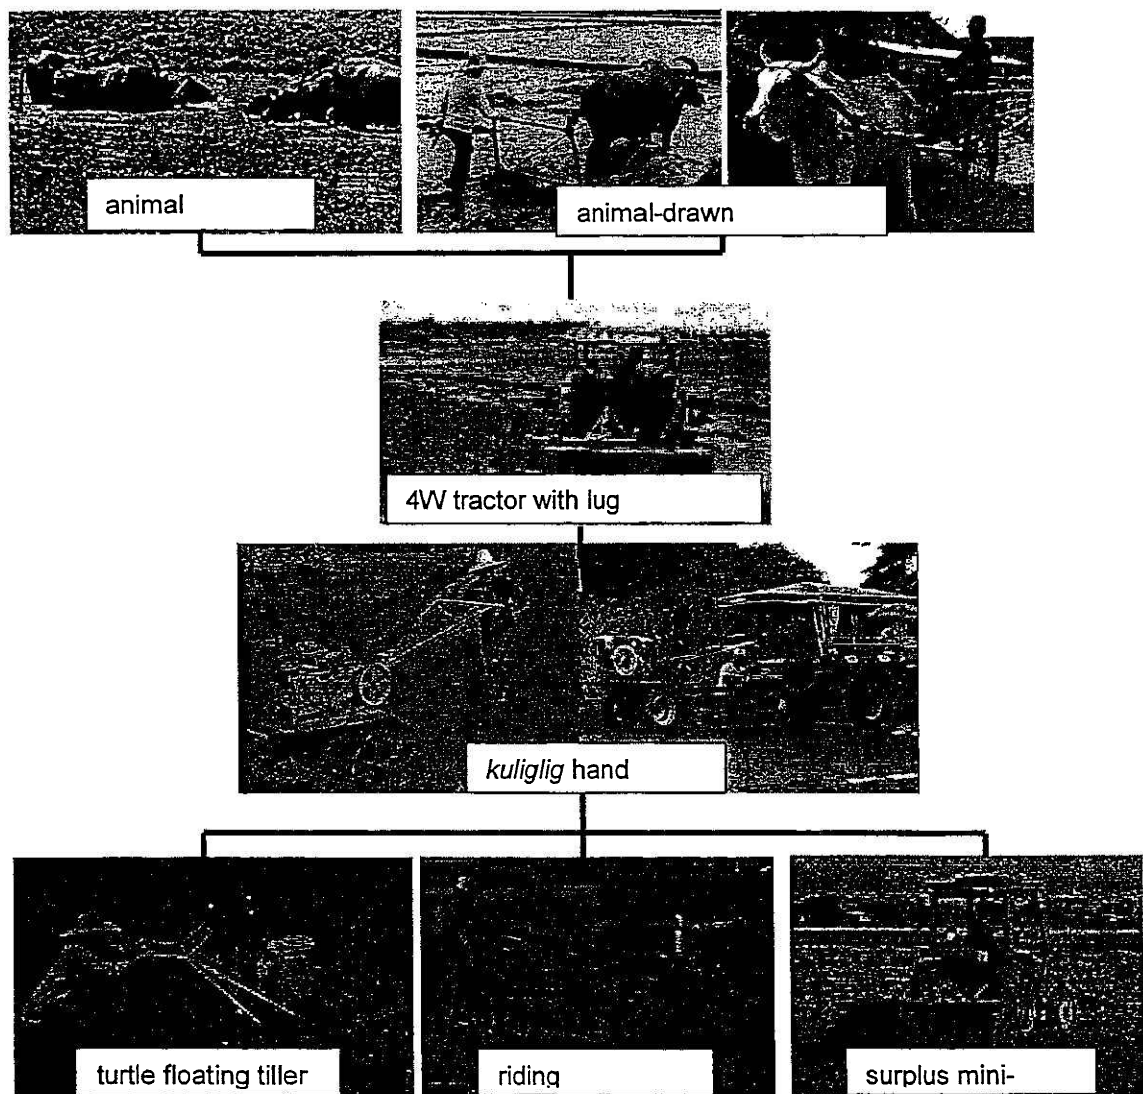 animal
animal-drawn
4W tractor with lug
kuliglig hand
turtle floating tiller
riding
surplus mini-